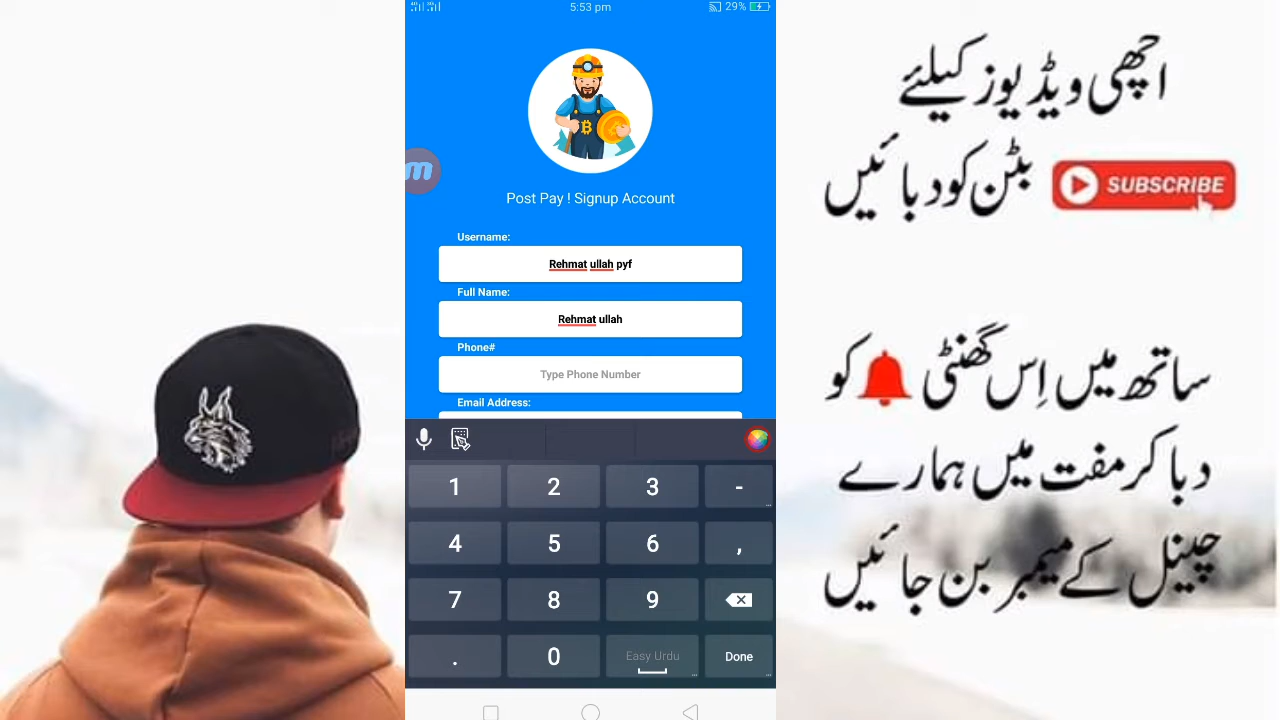 5:53 pm
29%
Post Pay ! Signup Account
Username:
Rehmat ullah pyf
Full Name:
Rehmat ullah
Phone#
Type Phone Number
Email Address:
1 2 3 -
4 5 6 ,
7 8 9
. 0 Easy Urdu Done
اچھی ویڈیوز کیلئے
SUBSCRIBE بٹن کو دبائیں
ساتھ میں اِس گھنٹی کو
دبا کر مفت میں ہمارے
چینل کے میمبر بن جائیں